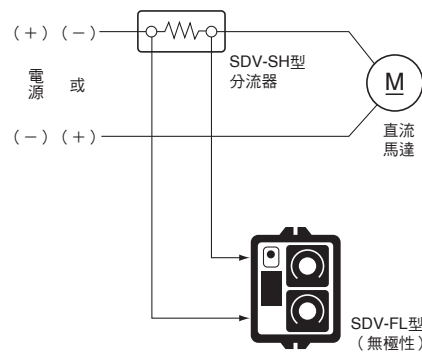 （＋）（－）
SDV-SH型
分流器
電源 或
M
（－）（＋）
直流
馬達
SDV-FL型
（無極性）